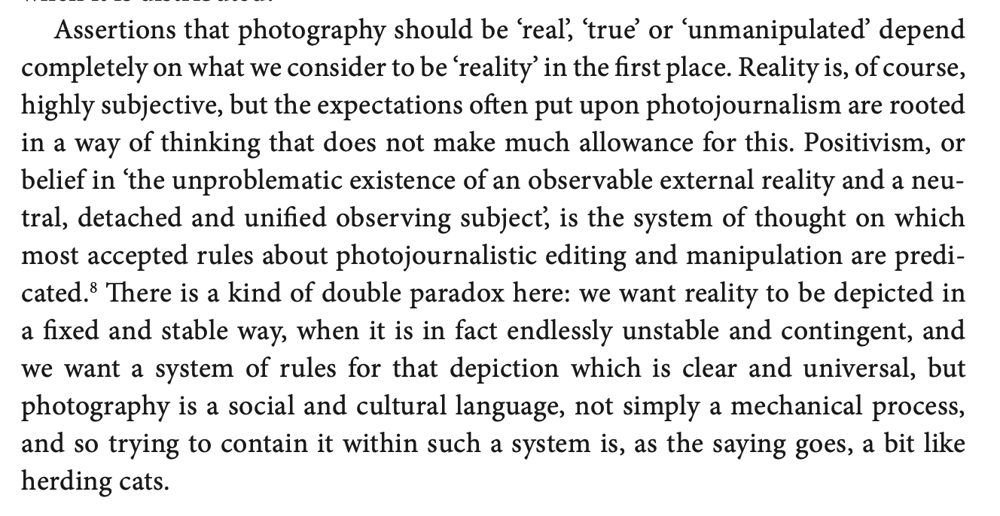 Assertions that photography should be ‘real’, ‘true’ or ‘unmanipulated’ depend
completely on what we consider to be ‘reality’ in the first place. Reality is, of course,
highly subjective, but the expectations often put upon photojournalism are rooted
in a way of thinking that does not make much allowance for this. Positivism, or
belief in ‘the unproblematic existence of an observable external reality and a neu-
tral, detached and unified observing subject’, is the system of thought on which
most accepted rules about photojournalistic editing and manipulation are predi-
cated.⁸ There is a kind of double paradox here: we want reality to be depicted in
a fixed and stable way, when it is in fact endlessly unstable and contingent, and
we want a system of rules for that depiction which is clear and universal, but
photography is a social and cultural language, not simply a mechanical process,
and so trying to contain it within such a system is, as the saying goes, a bit like
herding cats.